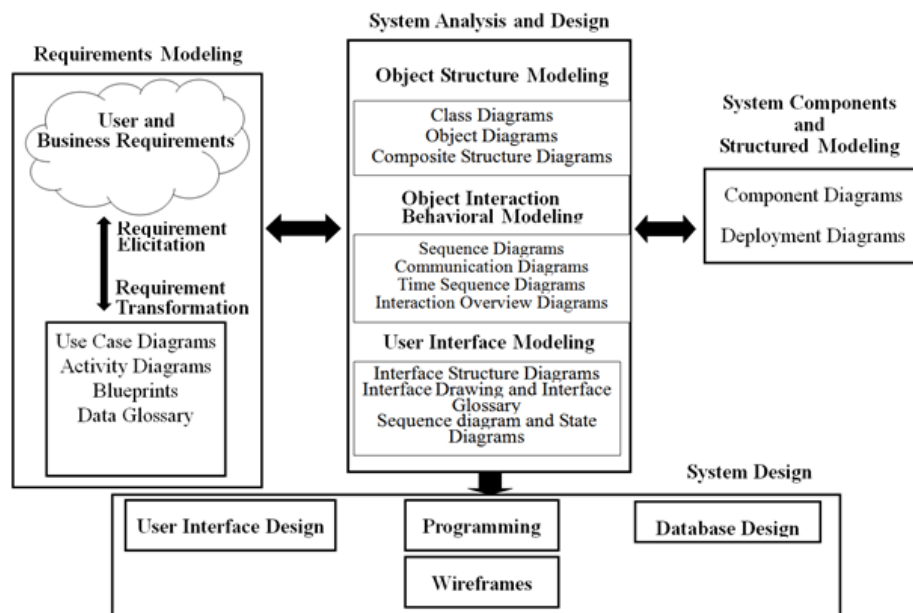 System Analysis and Design
Requirements Modeling
User and
Business Requirements
Requirement
Elicitation
Requirement
Transformation
Use Case Diagrams
Activity Diagrams
Blueprints
Data Glossary
Object Structure Modeling
Class Diagrams
Object Diagrams
Composite Structure Diagrams
Object Interaction
Behavioral Modeling
Sequence Diagrams
Communication Diagrams
Time Sequence Diagrams
Interaction Overview Diagrams
User Interface Modeling
Interface Structure Diagrams
Interface Drawing and Interface
Glossary
Sequence diagram and State
Diagrams
System Components
and
Structured Modeling
Component Diagrams
Deployment Diagrams
System Design
User Interface Design
Programming
Database Design
Wireframes